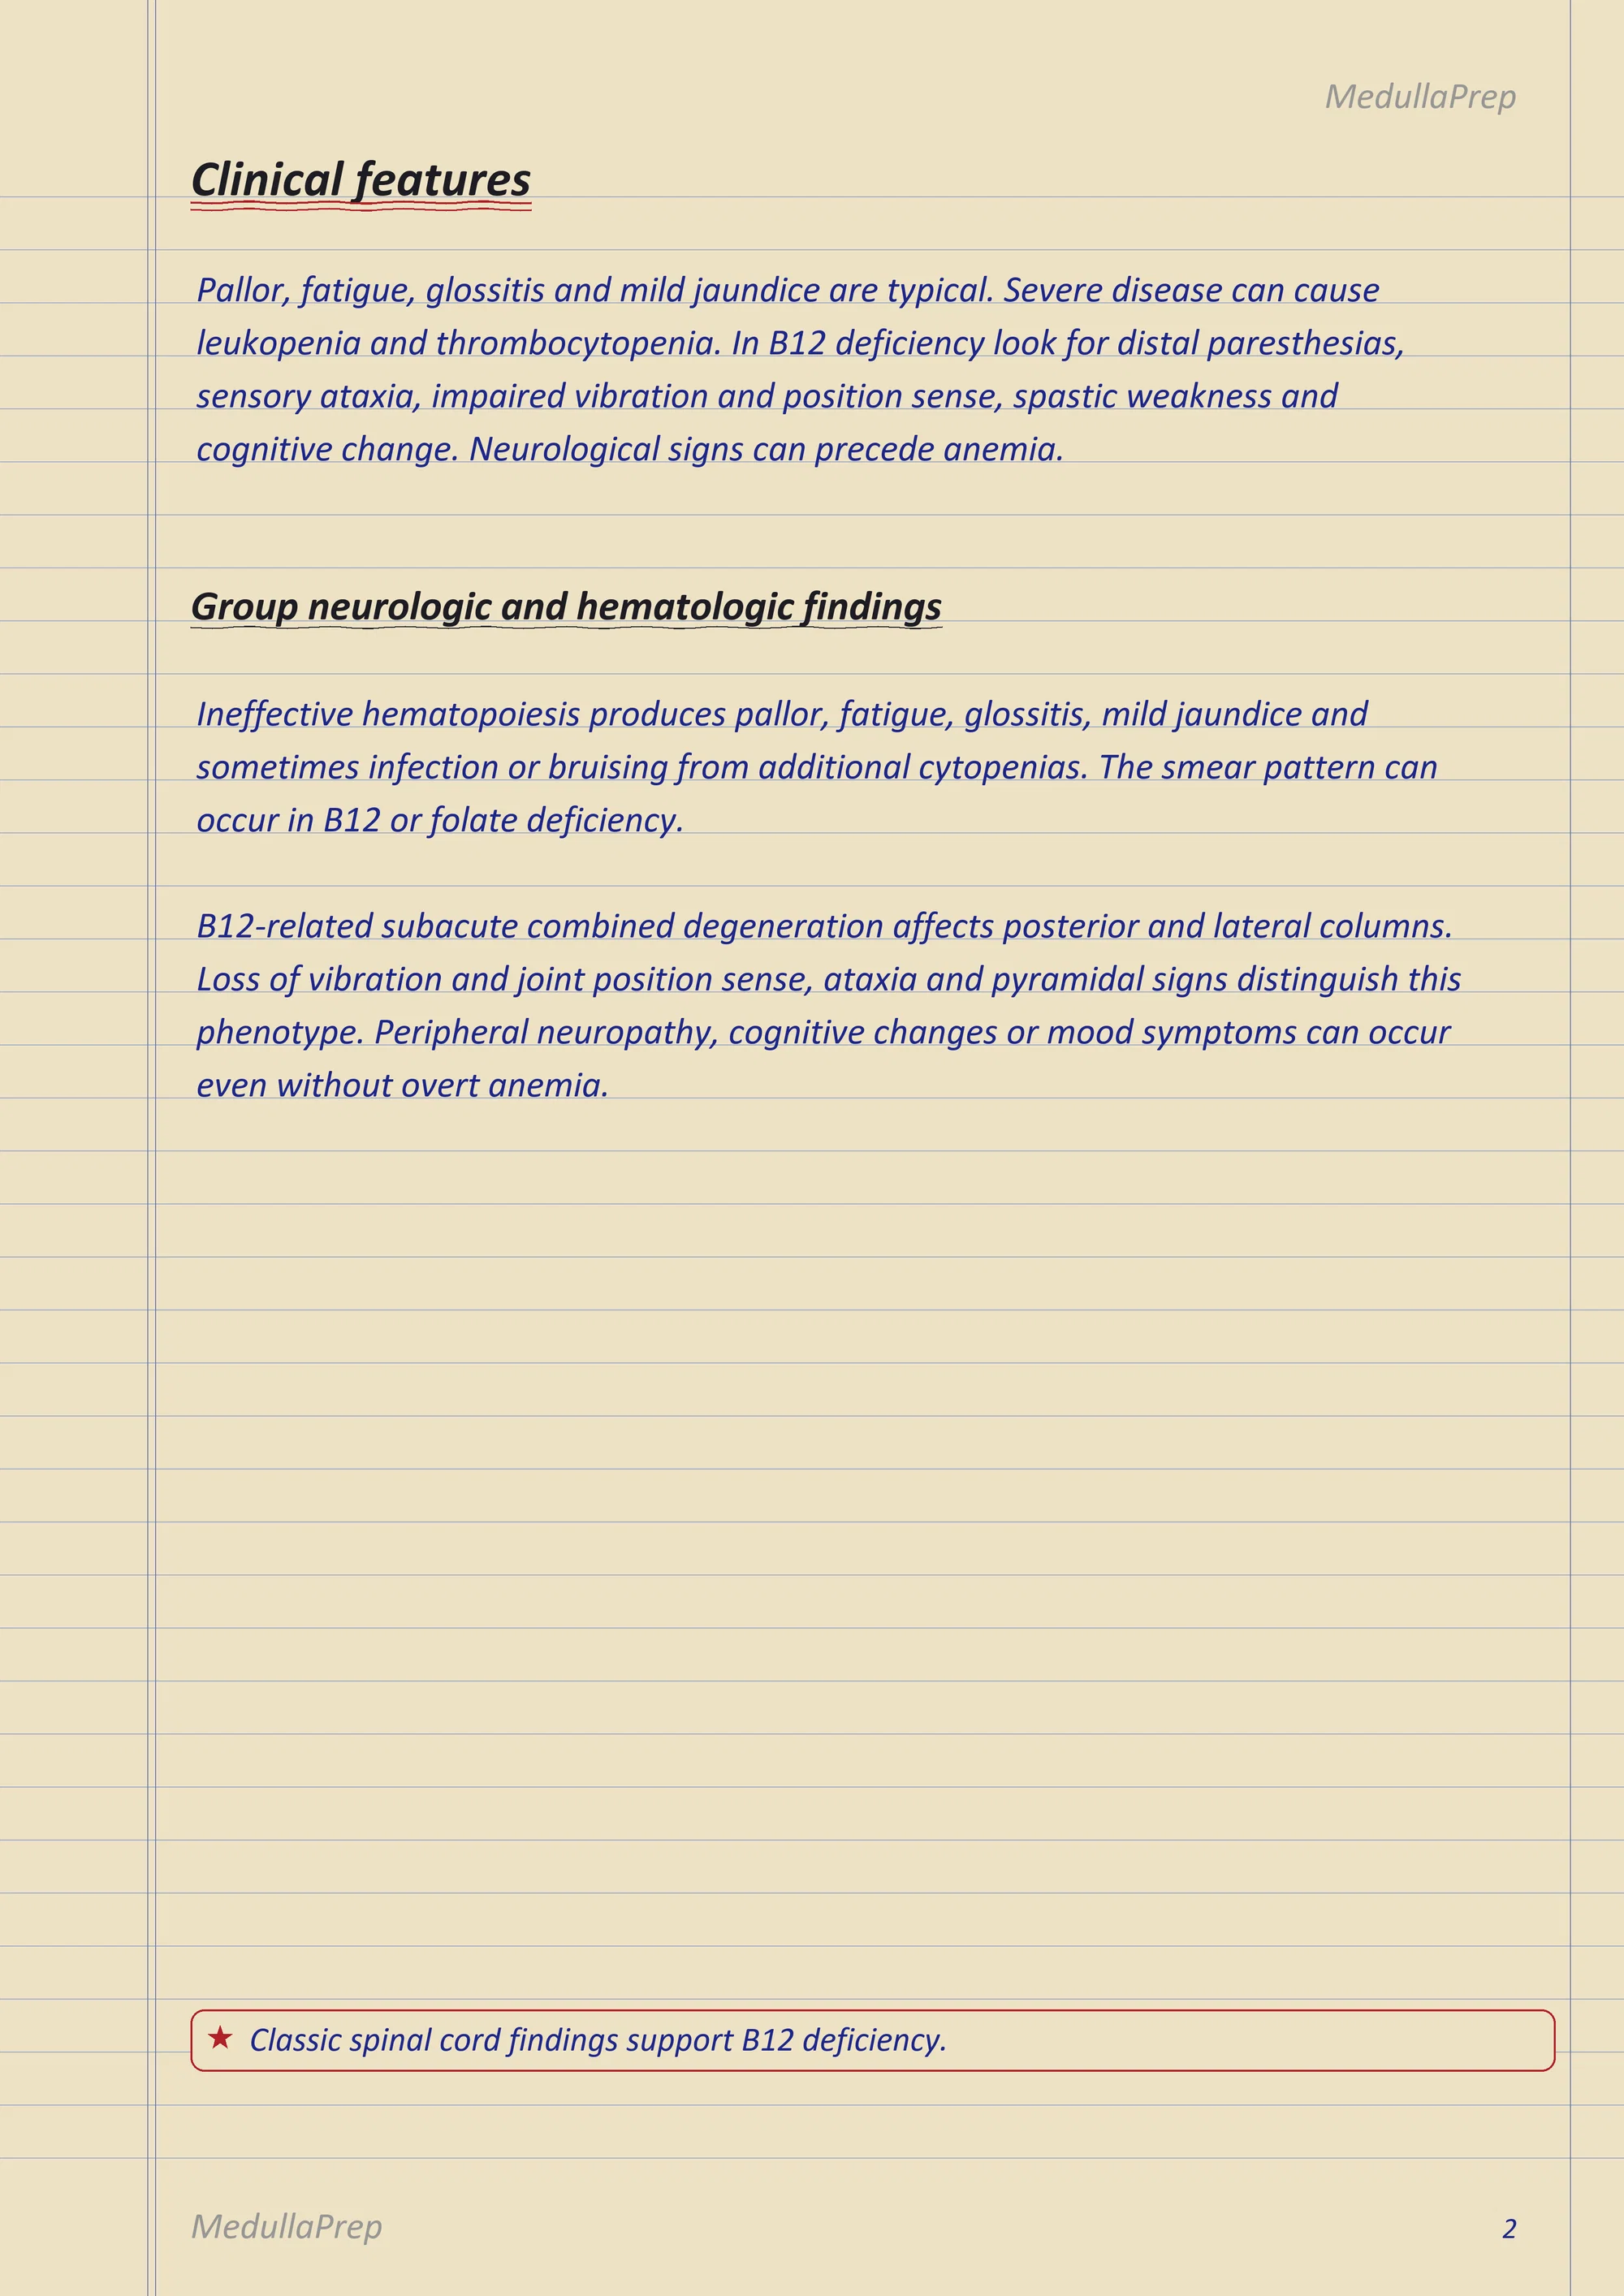 MedullaPrep
Clinical features
Pallor, fatigue, glossitis and mild jaundice are typical. Severe disease can cause
leukopenia and thrombocytopenia. In B12 deficiency look for distal paresthesias,
sensory ataxia, impaired vibration and position sense, spastic weakness and
cognitive change. Neurological signs can precede anemia.
Group neurologic and hematologic findings
Ineffective hematopoiesis produces pallor, fatigue, glossitis, mild jaundice and
sometimes infection or bruising from additional cytopenias. The smear pattern can
occur in B12 or folate deficiency.
B12-related subacute combined degeneration affects posterior and lateral columns.
Loss of vibration and joint position sense, ataxia and pyramidal signs distinguish this
phenotype. Peripheral neuropathy, cognitive changes or mood symptoms can occur
even without overt anemia.
★ Classic spinal cord findings support B12 deficiency.
MedullaPrep
2